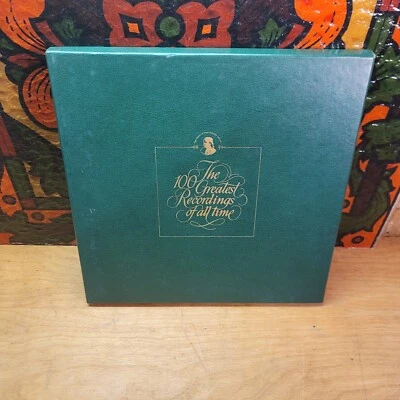 The
100 Greatest
Recordings
of all time